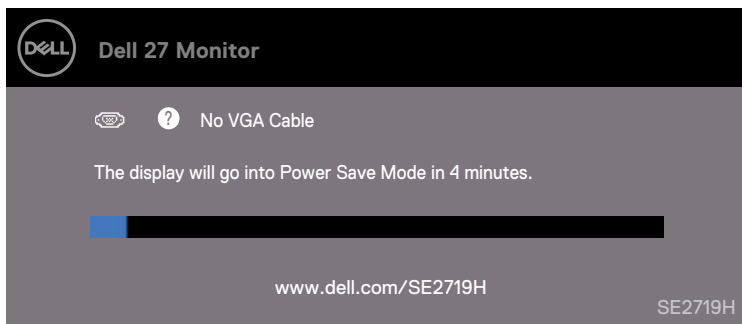 DELL
Dell 27 Monitor
? No VGA Cable
The display will go into Power Save Mode in 4 minutes.
www.dell.com/SE2719H
SE2719H